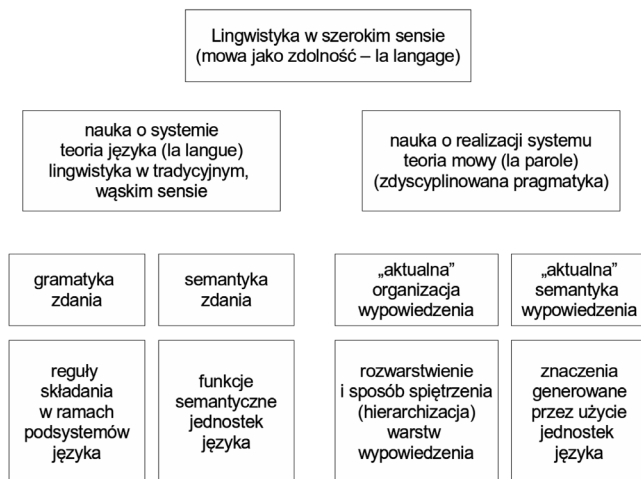 Lingwistyka w szerokim sensie
(mowa jako zdolność – la langage)
nauka o systemie
teoria języka (la langue)
lingwistyka w tradycyjnym,
wąskim sensie
nauka o realizacji systemu
teoria mowy (la parole)
(zdyscyplinowana pragmatyka)
gramatyka
zdania
semantyka
zdania
„aktualna”
organizacja
wypowiedzenia
„aktualna”
semantyka
wypowiedzenia
reguły
składania
w ramach
podsystemów
języka
funkcje
semantyczne
jednostek
języka
rozwarstwienie
i sposób spiętrzenia
(hierarchizacja)
warstw
wypowiedzenia
znaczenia
generowane
przez użycie
jednostek
języka